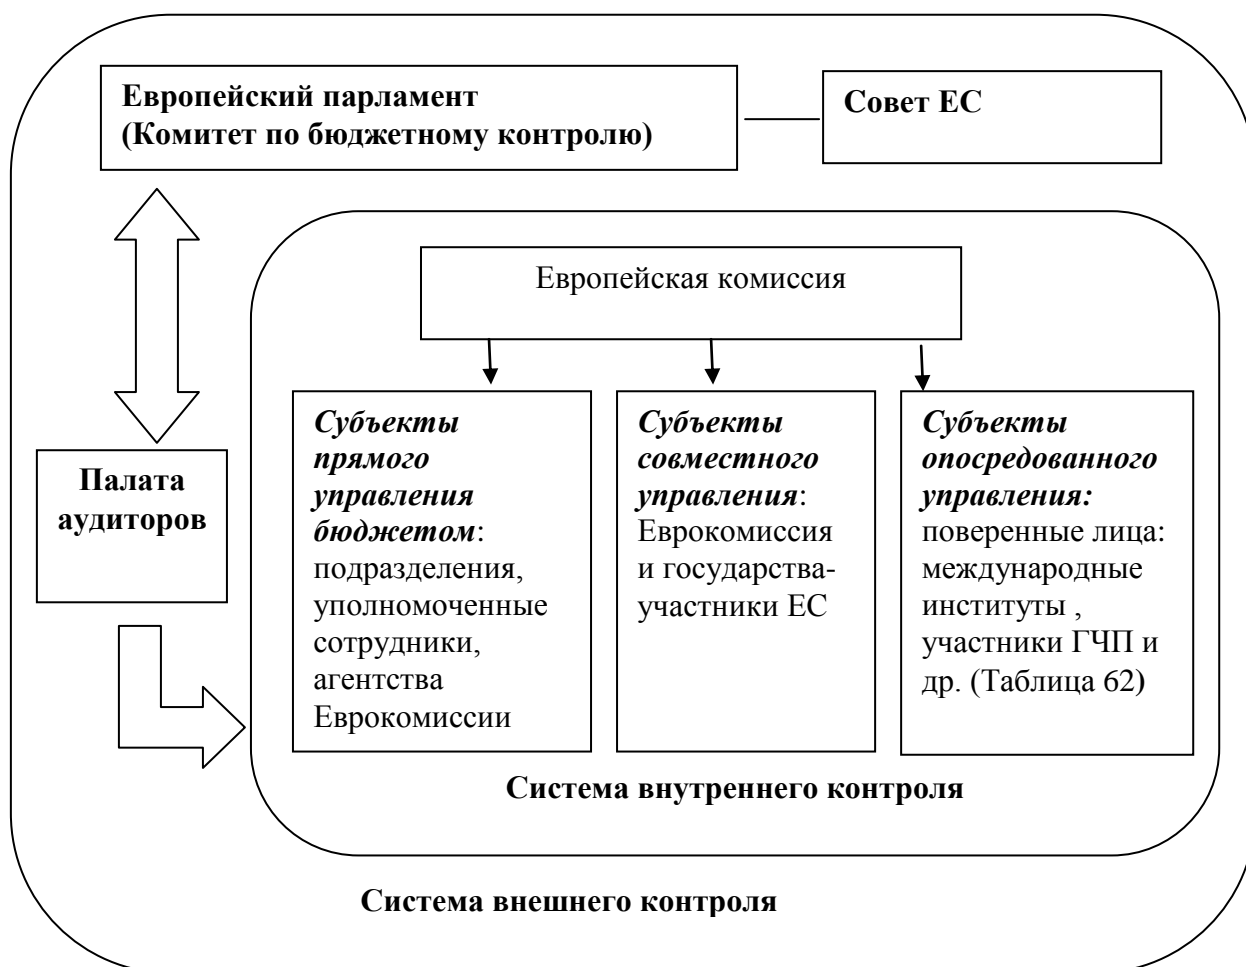 Европейский парламент
(Комитет по бюджетному контролю)
Совет ЕС
Европейская комиссия
Палата
аудиторов
Субъекты
прямого
управления
бюджетом:
подразделения,
уполномоченные
сотрудники,
агентства
Еврокомиссии
Субъекты
совместного
управления:
Еврокомиссия
и государства-
участники ЕС
Субъекты
опосредованного
управления:
поверенные лица:
международные
институты ,
участники ГЧП и
др. (Таблица 62)
Система внутреннего контроля
Система внешнего контроля